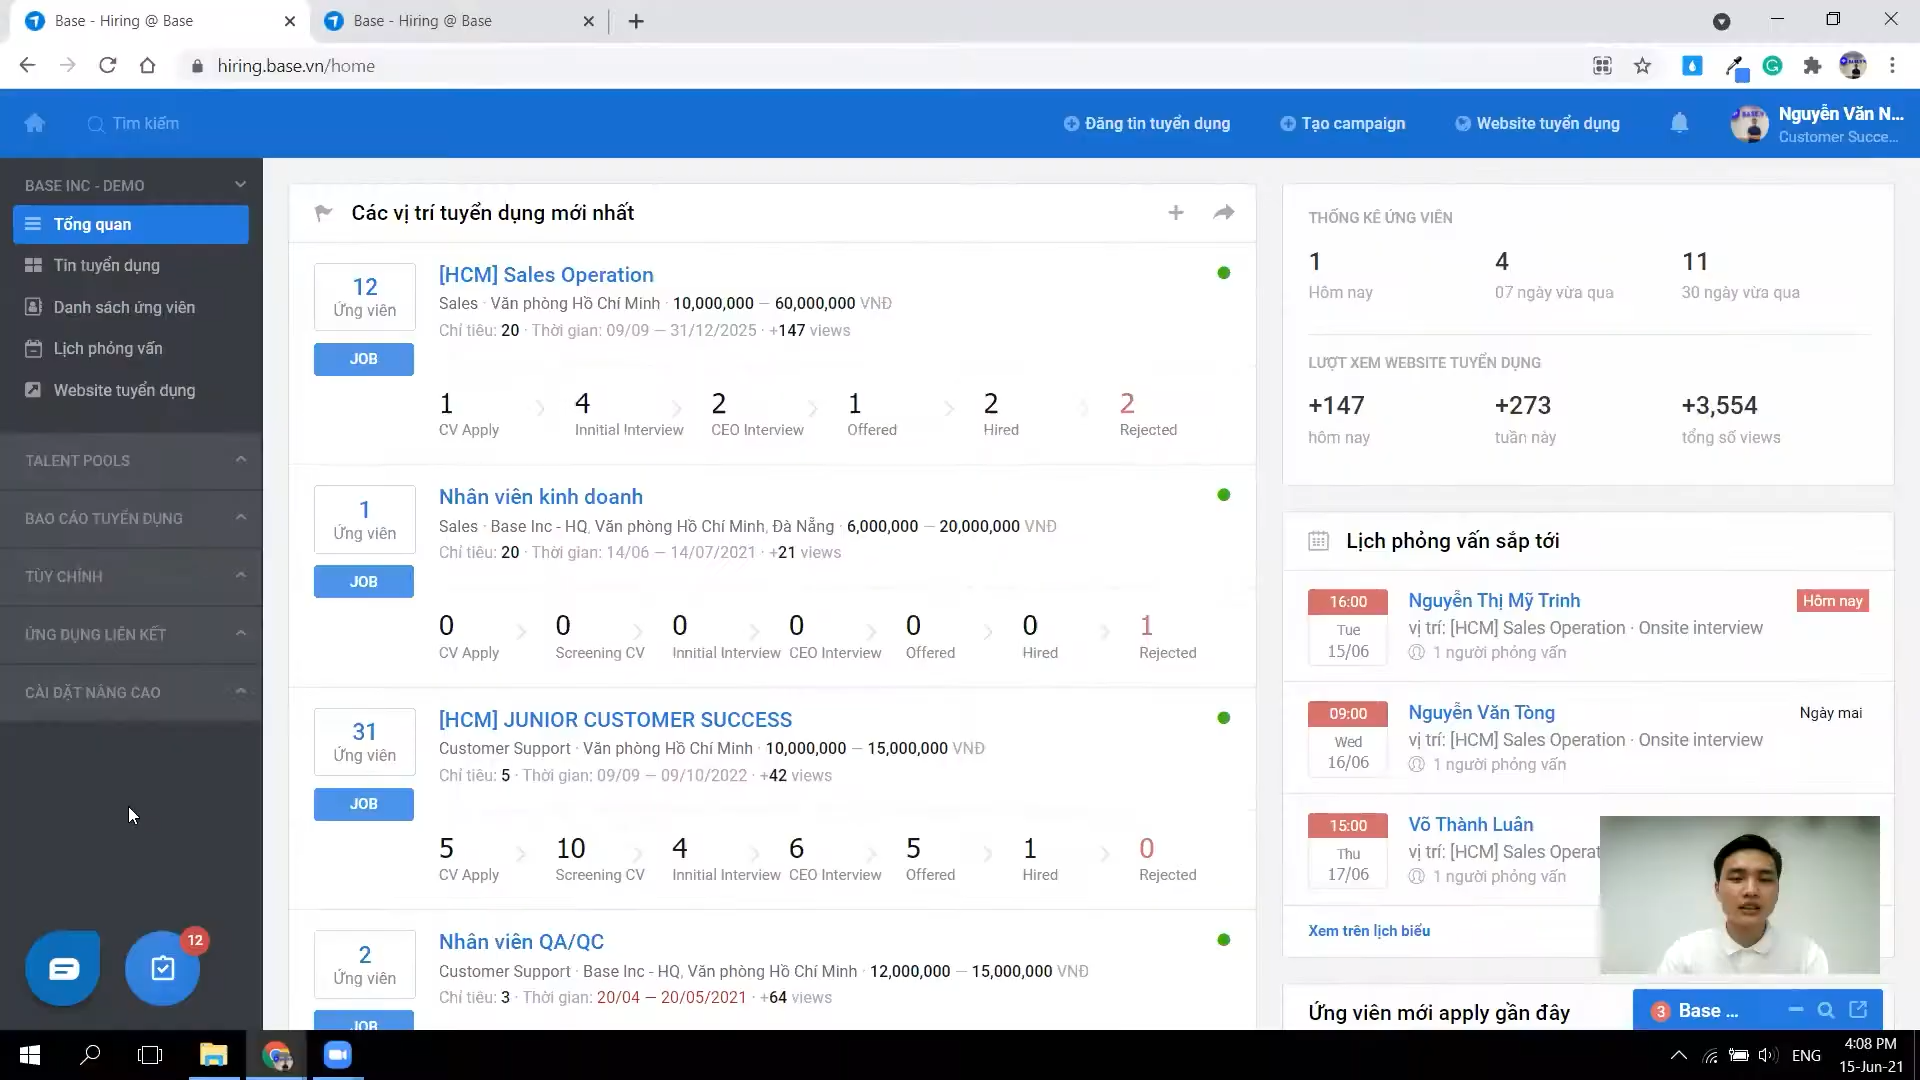 Base - Hiring @ Base
Base - Hiring @ Base
hiring.base.vn/home
Tìm kiếm
Đăng tin tuyển dụng
Tạo campaign
Website tuyển dụng
Nguyễn Văn N...
Customer Succe...
BASE INC - DEMO
Tổng quan
Tin tuyển dụng
Danh sách ứng viên
Lịch phỏng vấn
Website tuyển dụng
TALENT POOLS
BÁO CÁO TUYỂN DỤNG
TÙY CHỈNH
ỨNG DỤNG LIÊN KẾT
CÀI ĐẶT NÂNG CAO
12
Các vị trí tuyển dụng mới nhất
12
Ứng viên
JOB
[HCM] Sales Operation
Sales · Văn phòng Hồ Chí Minh · 10,000,000 — 60,000,000 VNĐ
Chỉ tiêu: 20 · Thời gian: 09/09 — 31/12/2025 · +147 views
1 4 2 1 2 2
CV Apply Innitial Interview CEO Interview Offered Hired Rejected
1
Ứng viên
JOB
Nhân viên kinh doanh
Sales · Base Inc - HQ, Văn phòng Hồ Chí Minh, Đà Nẵng · 6,000,000 — 20,000,000 VNĐ
Chỉ tiêu: 20 · Thời gian: 14/06 — 14/07/2021 · +21 views
0 0 0 0 0 0 1
CV Apply Screening CV Innitial Interview CEO Interview Offered Hired Rejected
31
Ứng viên
JOB
[HCM] JUNIOR CUSTOMER SUCCESS
Customer Support · Văn phòng Hồ Chí Minh · 10,000,000 — 15,000,000 VNĐ
Chỉ tiêu: 5 · Thời gian: 09/09 — 09/10/2022 · +42 views
5 10 4 6 5 1 0
CV Apply Screening CV Innitial Interview CEO Interview Offered Hired Rejected
2
Ứng viên
JOB
Nhân viên QA/QC
Customer Support · Base Inc - HQ, Văn phòng Hồ Chí Minh · 12,000,000 — 15,000,000 VNĐ
Chỉ tiêu: 3 · Thời gian: 20/04 — 20/05/2021 · +64 views
THỐNG KÊ ỨNG VIÊN
1 4 11
Hôm nay 07 ngày vừa qua 30 ngày vừa qua
LƯỢT XEM WEBSITE TUYỂN DỤNG
+147 +273 +3,554
hôm nay tuần này tổng số views
Lịch phỏng vấn sắp tới
16:00
Tue
15/06
Nguyễn Thị Mỹ Trinh
Hôm nay
vị trí: [HCM] Sales Operation · Onsite interview
1 người phỏng vấn
09:00
Wed
16/06
Nguyễn Văn Tòng
Ngày mai
vị trí: [HCM] Sales Operation · Onsite interview
1 người phỏng vấn
15:00
Thu
17/06
Võ Thành Luân
vị trí: [HCM] Sales Operat
1 người phỏng vấn
Xem trên lịch biểu
Ứng viên mới apply gần đây
3 Base ...
ENG
4:08 PM
15-Jun-21